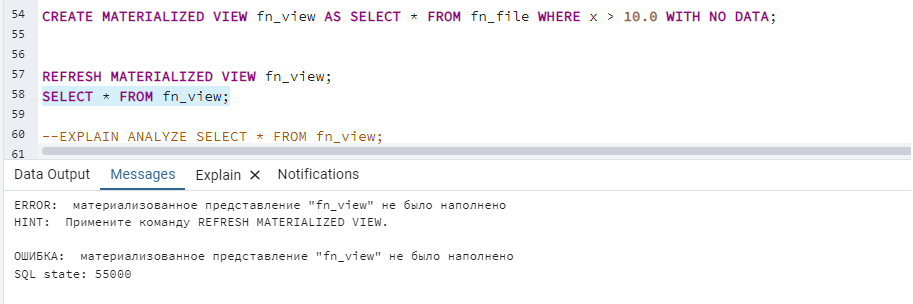 54 CREATE MATERIALIZED VIEW fn_view AS SELECT * FROM fn_file WHERE x > 10.0 WITH NO DATA;
55
56
57 REFRESH MATERIALIZED VIEW fn_view;
58 SELECT * FROM fn_view;
59
60 --EXPLAIN ANALYZE SELECT * FROM fn_view;
61
Data Output Messages Explain × Notifications
ERROR:  материализованное представление "fn_view" не было наполнено
HINT:  Примените команду REFRESH MATERIALIZED VIEW.
ОШИБКА:  материализованное представление "fn_view" не было наполнено
SQL state: 55000